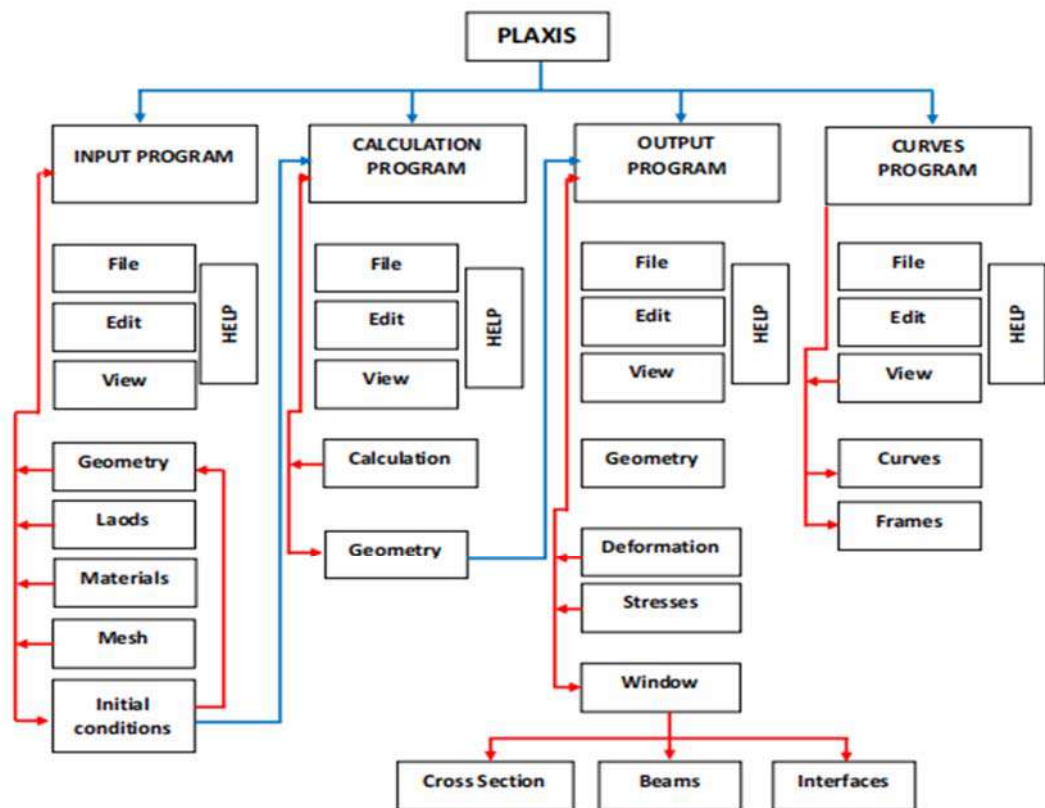 PLAXIS
INPUT PROGRAM
File
Edit
View
HELP
Geometry
Laods
Materials
Mesh
Initial
conditions
CALCULATION
PROGRAM
File
Edit
View
HELP
Calculation
Geometry
OUTPUT
PROGRAM
File
Edit
View
HELP
Geometry
Deformation
Stresses
Window
Cross Section
Beams
Interfaces
CURVES
PROGRAM
File
Edit
View
HELP
Curves
Frames